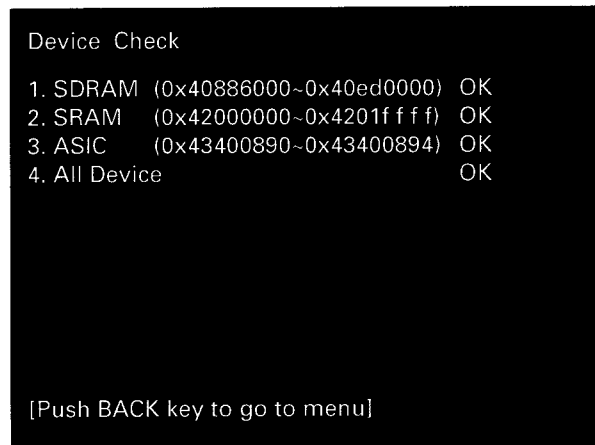 Device Check
1. SDRAM (0x40886000~0x40ed0000) OK
2. SRAM (0x42000000~0x4201ffff) OK
3. ASIC (0x43400890~0x43400894) OK
4. All Device OK
[Push BACK key to go to menu]